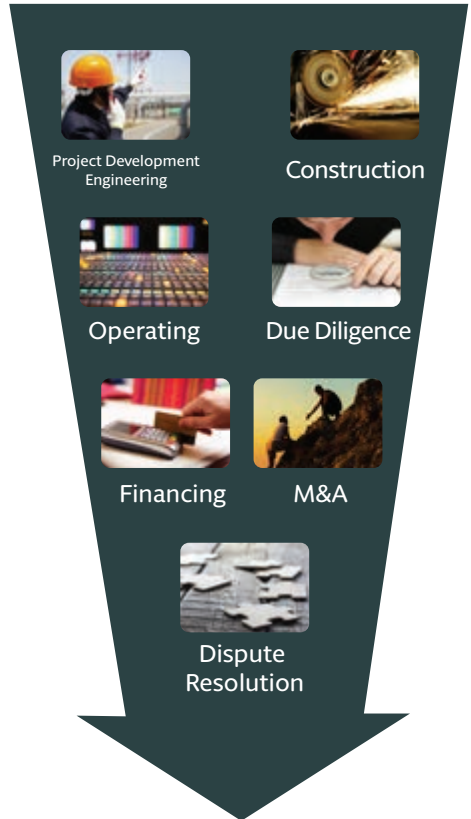 Project Development
Engineering
Construction
Operating
Due Diligence
Financing
M&A
Dispute
Resolution